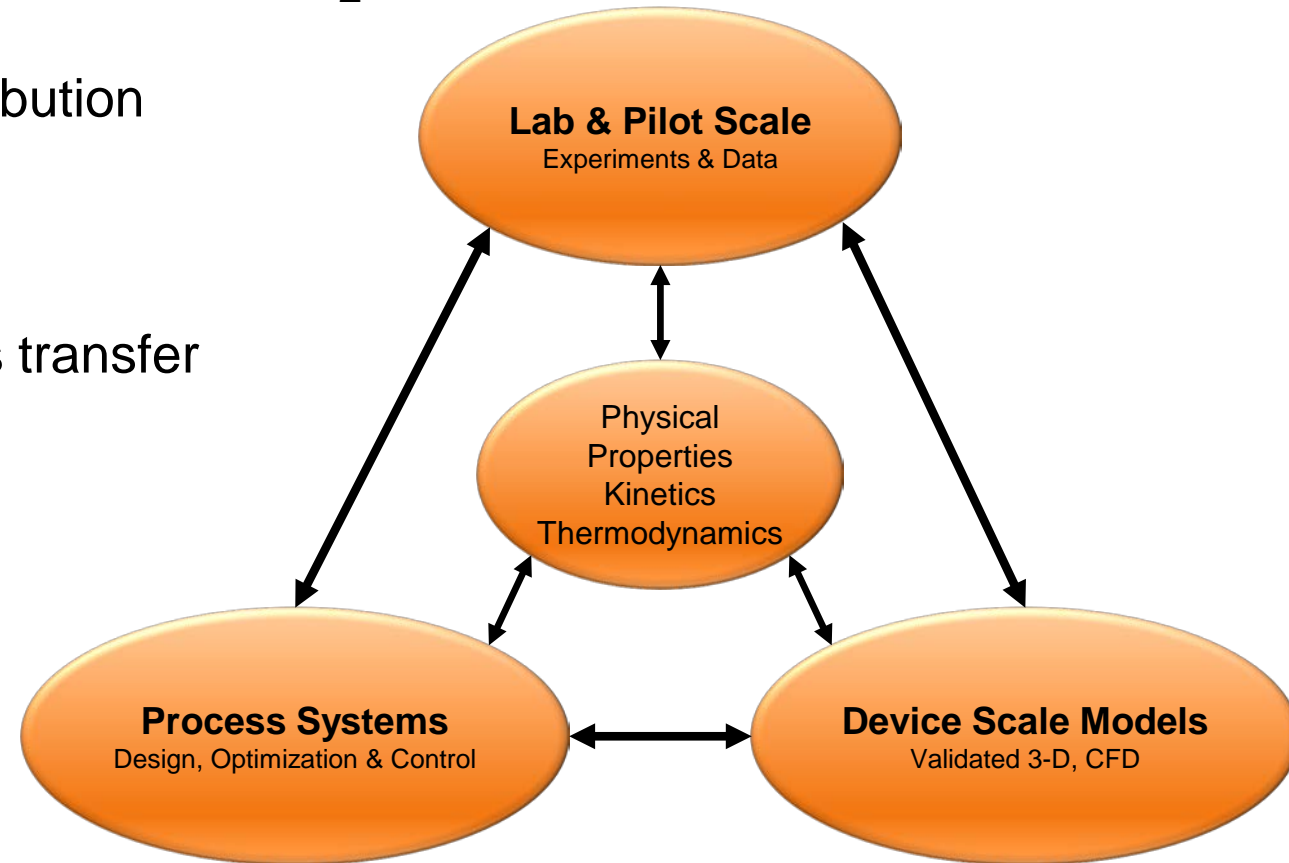 bution
Lab & Pilot Scale
Experiments & Data
s transfer
Physical
Properties
Kinetics
Thermodynamics
Process Systems
Design, Optimization & Control
Device Scale Models
Validated 3-D, CFD